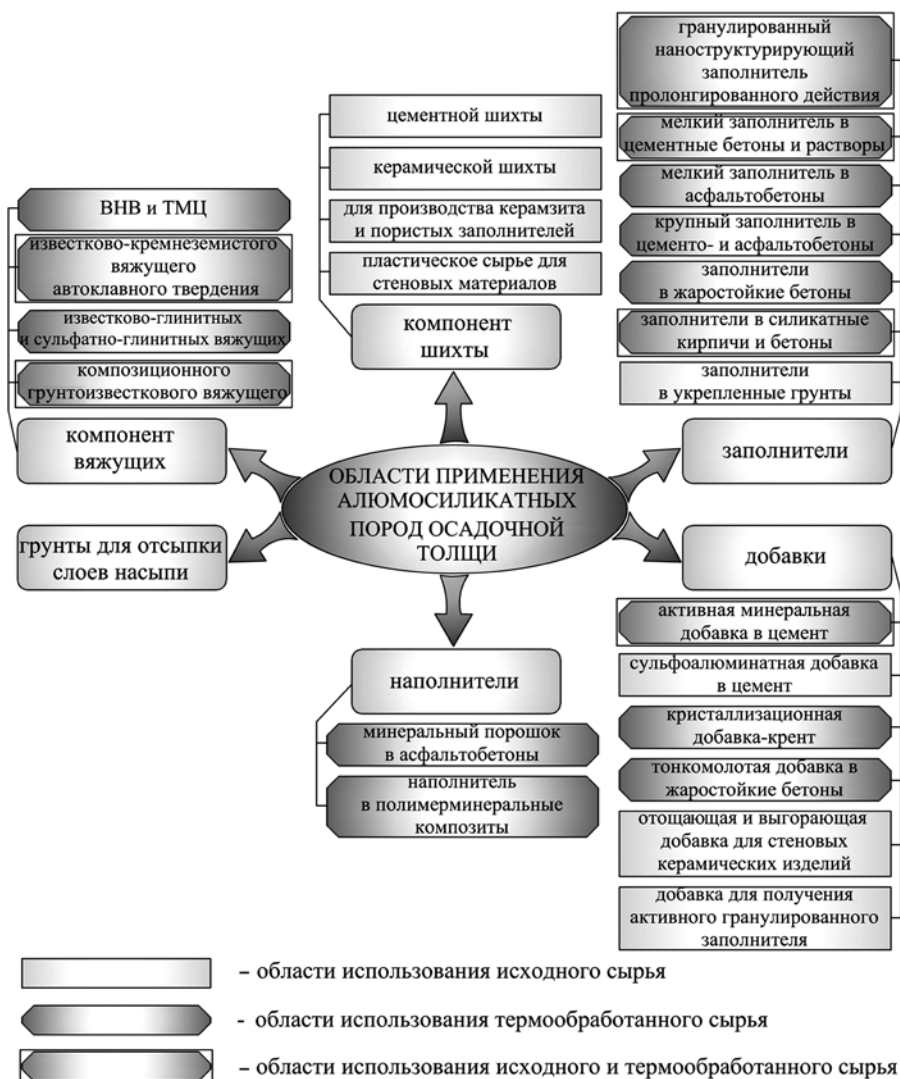 гранулированный
наноструктурирующий
заполнитель
пролонгированного действия
мелкий заполнитель в
цементные бетоны и растворы
мелкий заполнитель в
асфальтобетоны
крупный заполнитель в
цементо- и асфальтобетоны
заполнители
в жаростойкие бетоны
заполнители в силикатные
кирпичи и бетоны
заполнители
в укрепленные грунты
заполнители
цементной шихты
керамической шихты
для производства керамзита
и пористых заполнителей
пластическое сырье для
стеновых материалов
компонент
шихты
ВНВ и ТМЦ
известково-кремнеземистого
вяжущего
автоклавного твердения
известково-глинитных
и сульфатно-глинитных вяжущих
композиционного
грунтоизвесткового вяжущего
компонент
вяжущих
ОБЛАСТИ ПРИМЕНЕНИЯ
АЛЮМОСИЛИКАТНЫХ
ПОРОД ОСАДОЧНОЙ
ТОЛЩИ
грунты для отсыпки
слоев насыпи
наполнители
минеральный порошок
в асфальтобетоны
наполнитель
в полимерминеральные
композиты
добавки
активная минеральная
добавка в цемент
сульфоалюминатная добавка
в цемент
кристаллизационная
добавка-крент
тонкомолотая добавка в
жаростойкие бетоны
отощающая и выгорающая
добавка для стеновых
керамических изделий
добавка для получения
активного гранулированного
заполнителя
– области использования исходного сырья
- области использования термообработанного сырья
– области использования исходного и термообработанного сырья